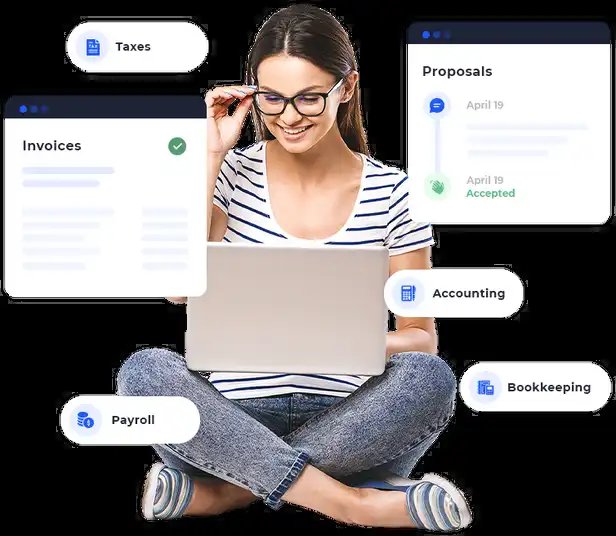 Taxes
Proposals
April 19
April 19
Accepted
Invoices
Accounting
Bookkeeping
Payroll